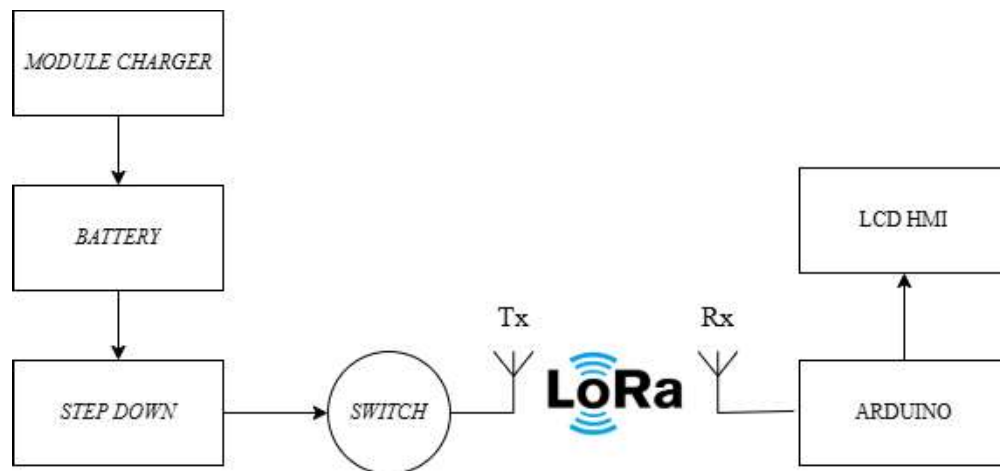 MODULE CHARGER
BATTERY
LCD HMI
Tx
Rx
STEP DOWN
SWITCH
LoRa
ARDUINO